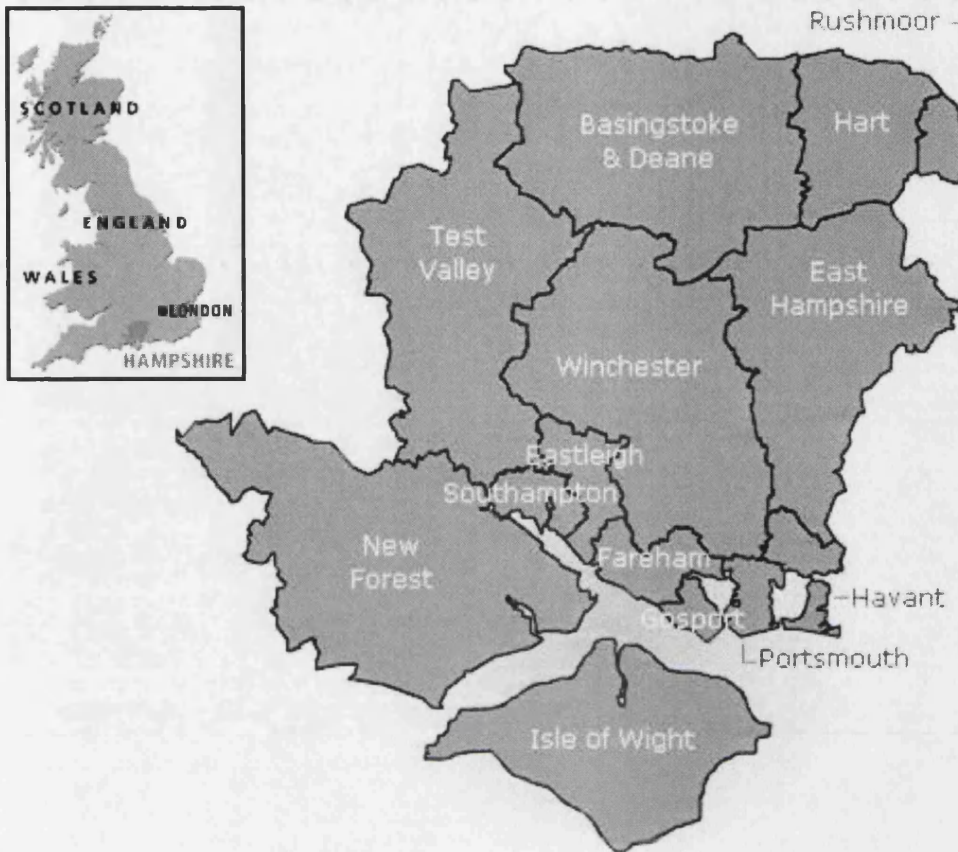 SCOTLAND
ENGLAND
WALES
LONDON
HAMPSHIRE
Rushmoor
Basingstoke
& Deane
Hart
Test
Valley
East
Hampshire
Winchester
Eastleigh
Southampton
New
Forest
Fareham
Gosport
Havant
Portsmouth
Isle of Wight